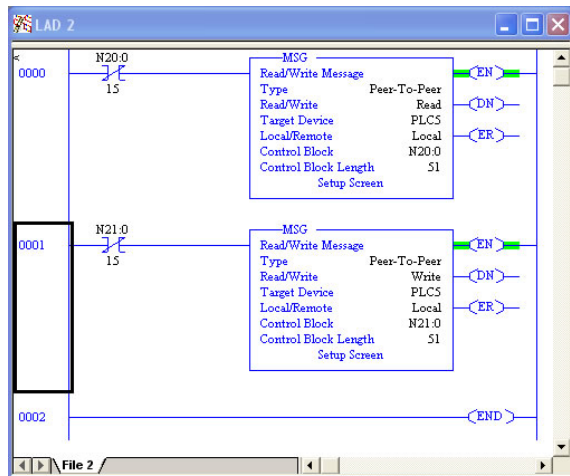 LAD 2
0000
N20:0
15
MSG
Read/Write Message
Type Peer-To-Peer
Read/Write Read
Target Device PLC5
Local/Remote Local
Control Block N20:0
Control Block Length 51
Setup Screen
EN
DN
ER
0001
N21:0
15
MSG
Read/Write Message
Type Peer-To-Peer
Read/Write Write
Target Device PLC5
Local/Remote Local
Control Block N21:0
Control Block Length 51
Setup Screen
EN
DN
ER
0002
END
File 2